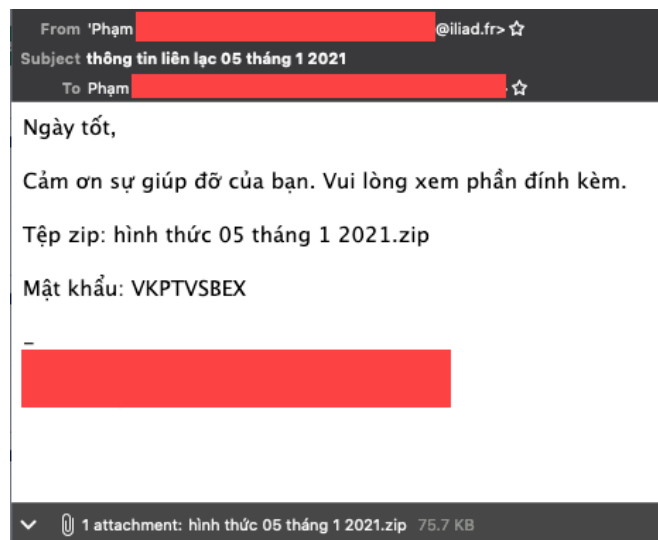 From 'Phạm @iliad.fr>
Subject thông tin liên lạc 05 tháng 1 2021
To Phạm
Ngày tốt,
Cảm ơn sự giúp đỡ của bạn. Vui lòng xem phần đính kèm.
Tệp zip: hình thức 05 tháng 1 2021.zip
Mật khẩu: VKPTVSBEX
–
1 attachment: hình thức 05 tháng 1 2021.zip 75.7 KB